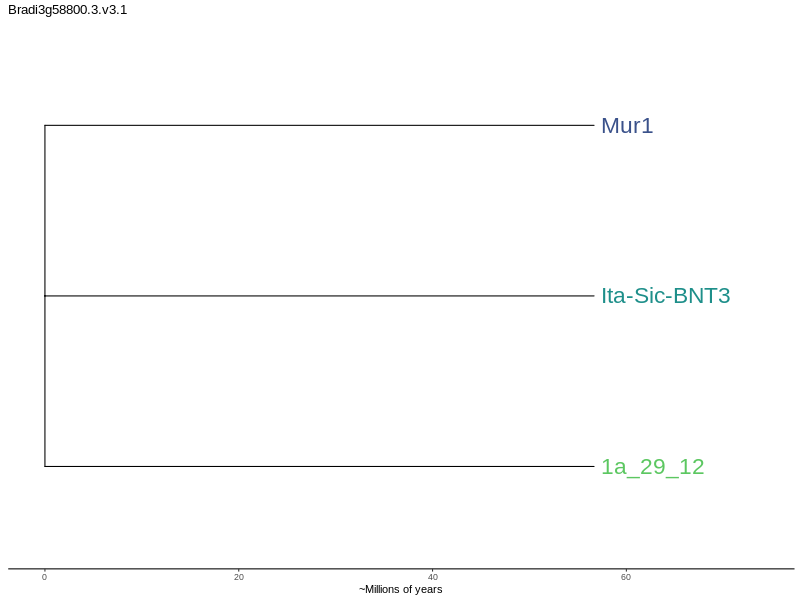 Bradi3g58800.3.v3.1
Mur1
Ita-Sic-BNT3
1a_29_12
0 20 40 60
~Millions of years